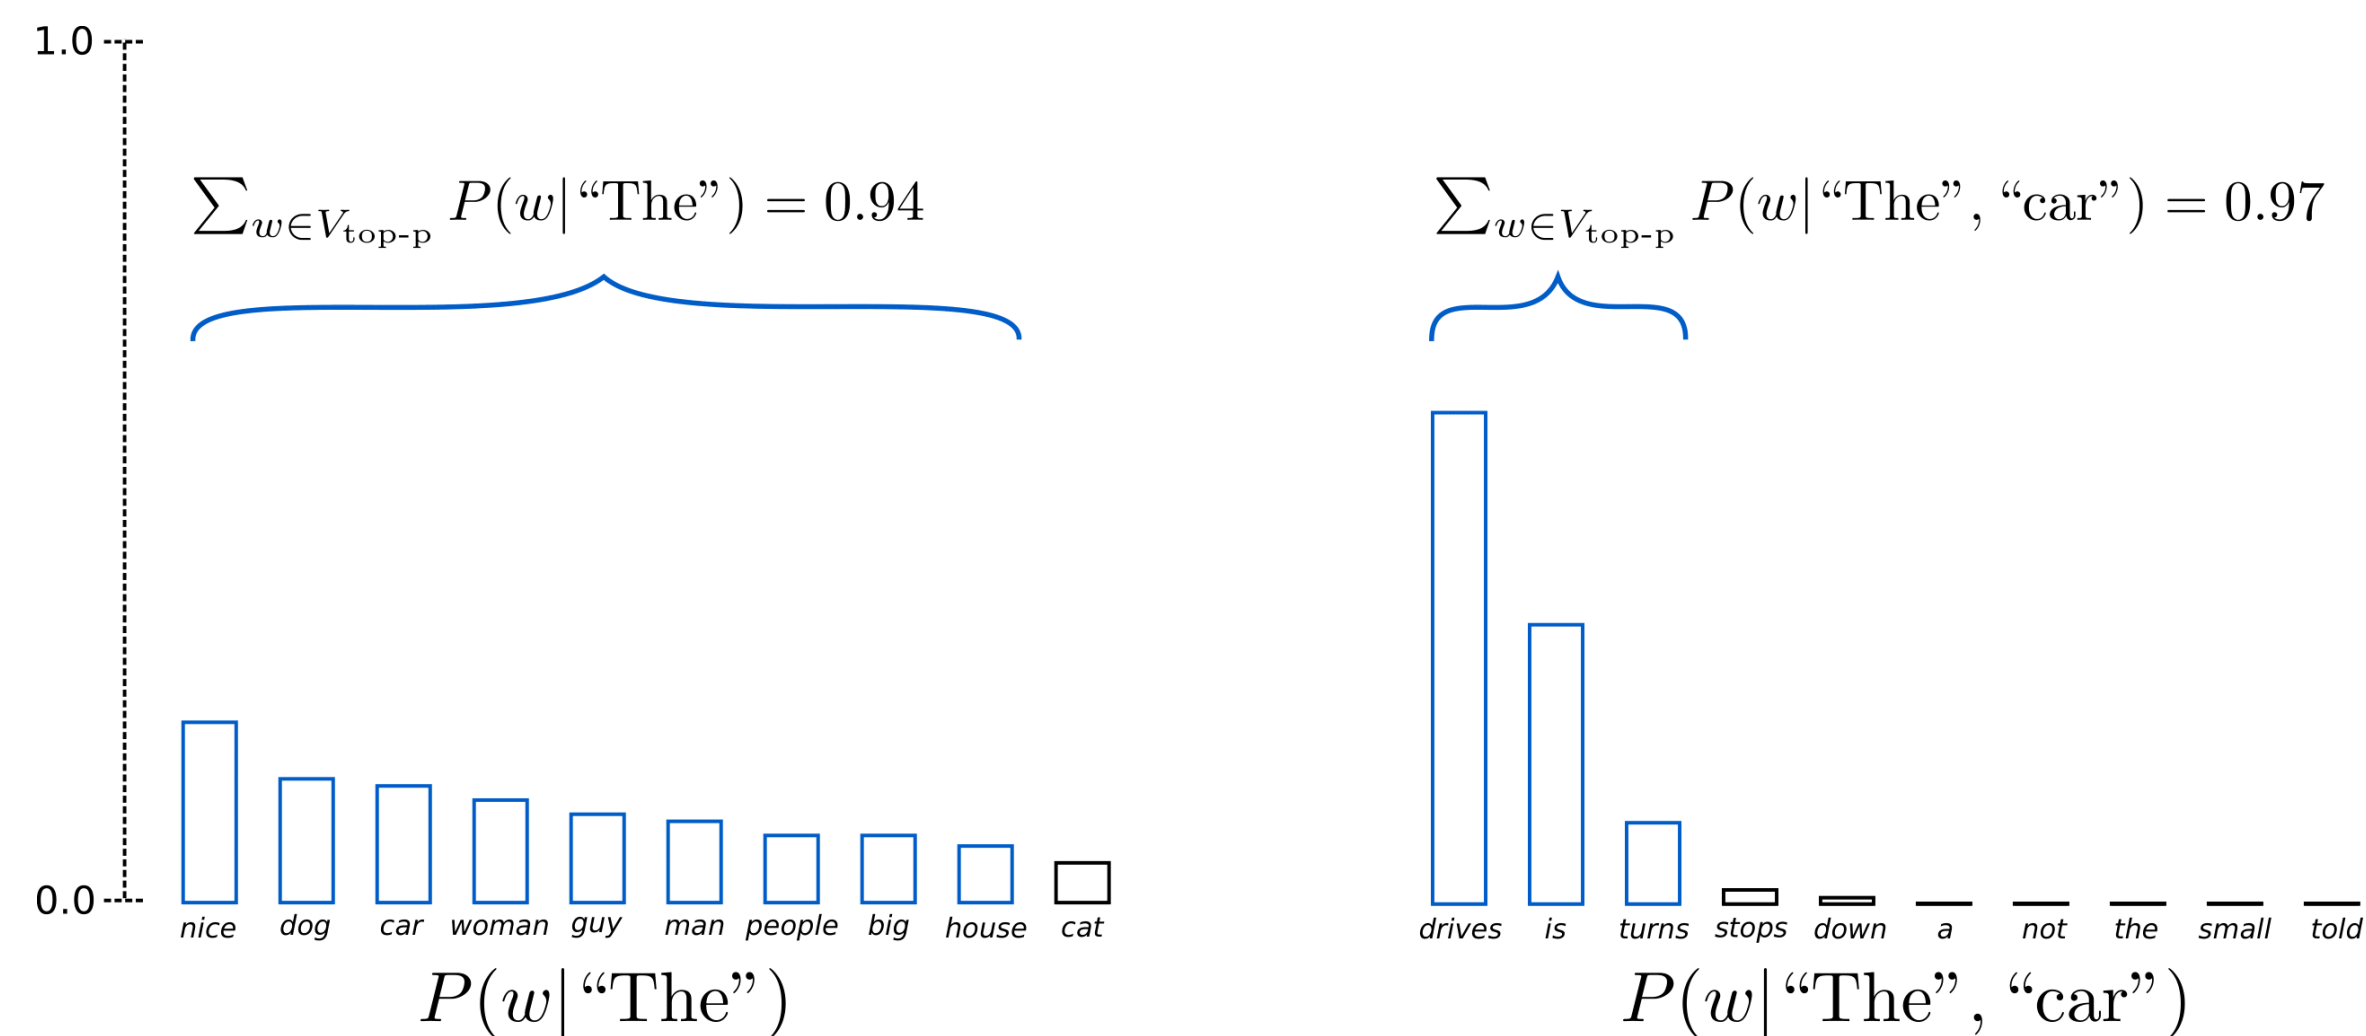 1.0
∑w∈Vtop-p P(w|“The”) = 0.94
∑w∈Vtop-p P(w|“The”, “car”) = 0.97
0.0
nice dog car woman guy man people big house cat
drives is turns stops down a not the small told
P(w|“The”)
P(w|“The”, “car”)